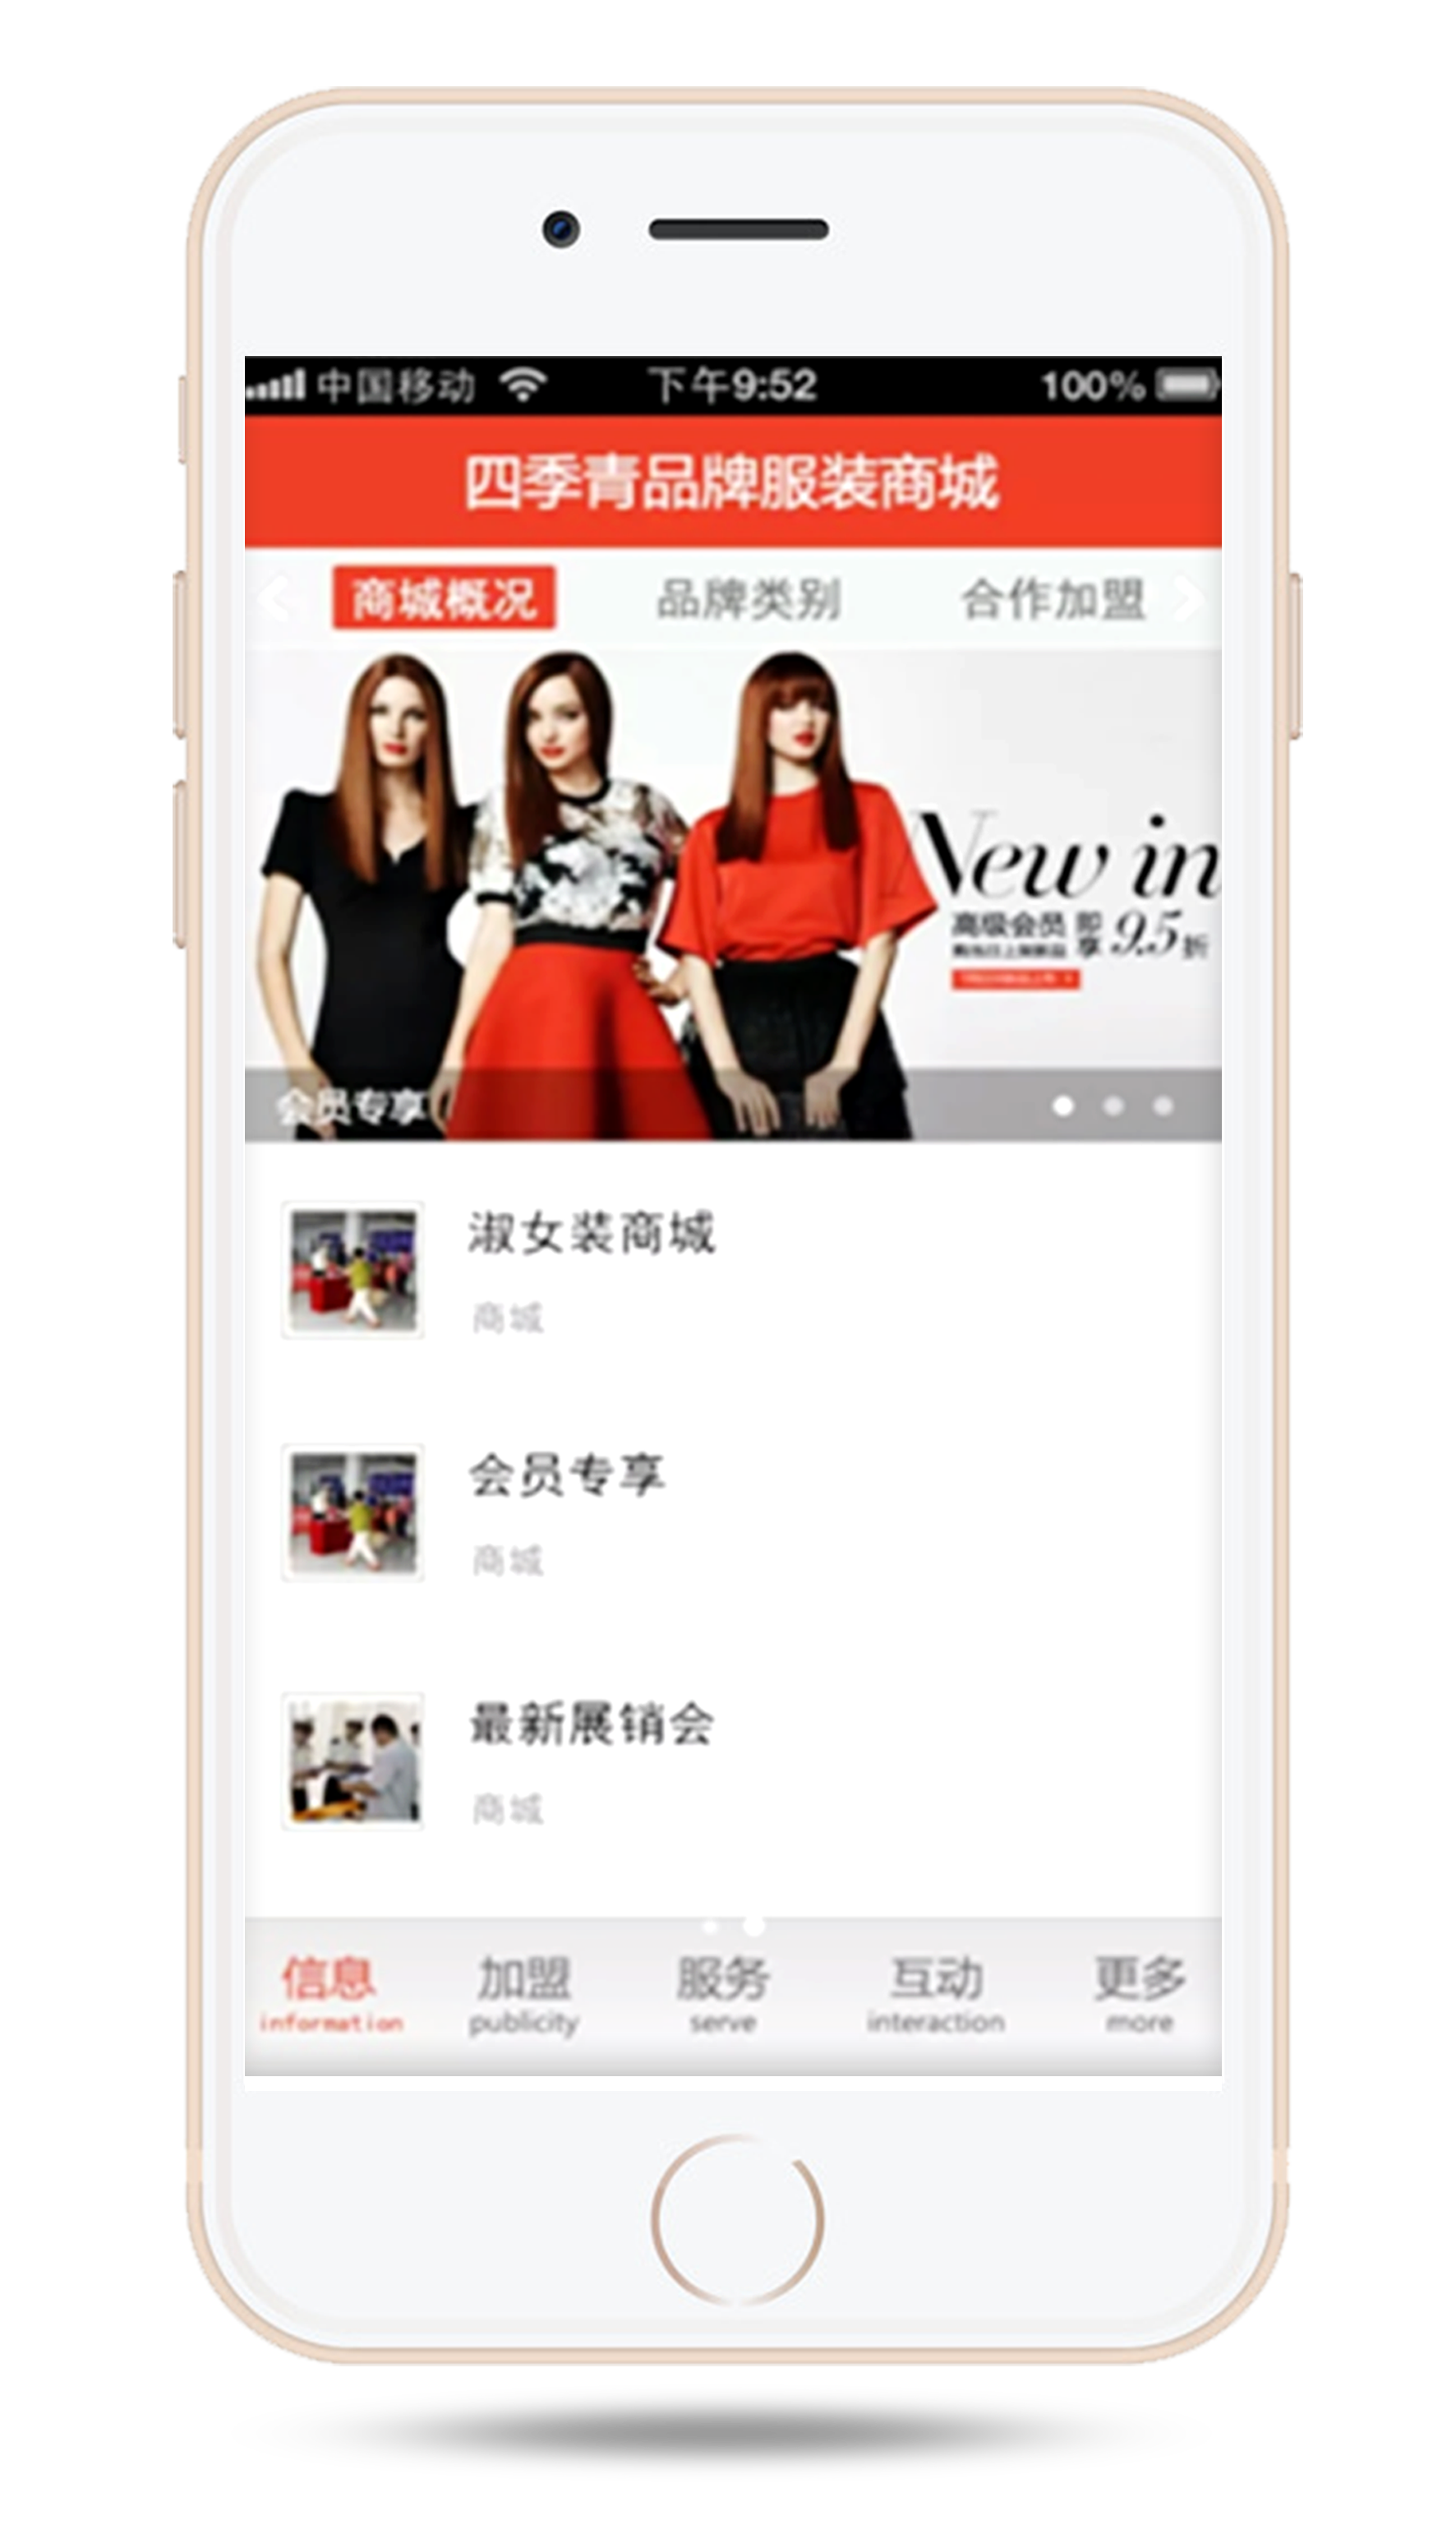 中国移动 下午9:52 100%
四季青品牌服装商城
商城概况 品牌类别 合作加盟
New in
高级会员 即享 9.5折
会员专享
淑女装商城
商城
会员专享
商城
最新展销会
商城
信息 加盟 服务 互动 更多
information publicity serve interaction more